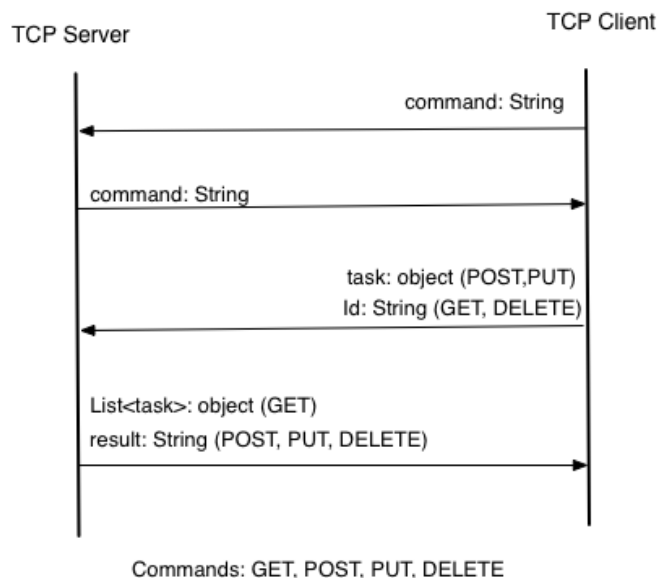 TCP Server
TCP Client
command: String
command: String
task: object (POST,PUT)
Id: String (GET, DELETE)
List<task>: object (GET)
result: String (POST, PUT, DELETE)
Commands: GET, POST, PUT, DELETE